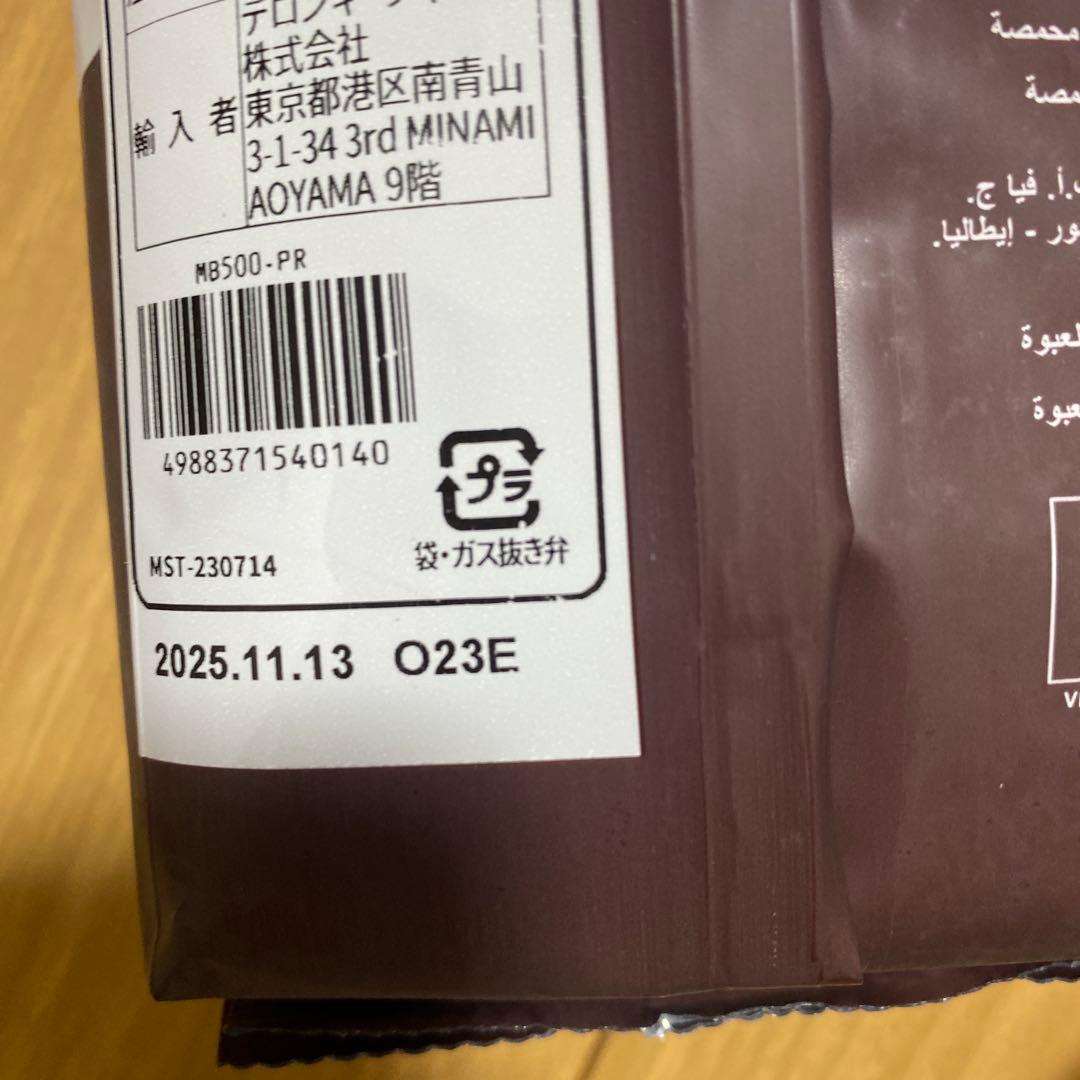 株式会社
輸入者
東京都港区南青山
3-1-34 3rd MINAMI
AOYAMA 9階
MB500-PR
4988371540140
プラ
袋・ガス抜き弁
MST-230714
2025.11.13 O23E
محمصة
فيا ج.
إيطاليا.